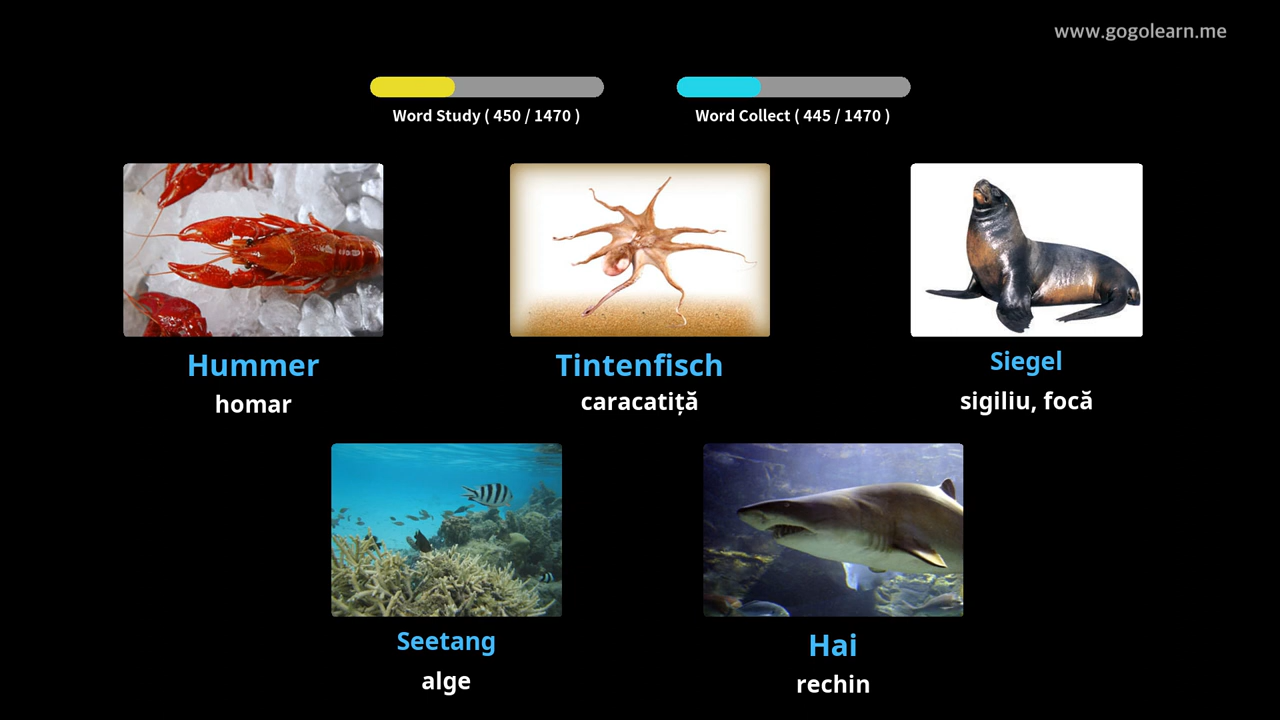 www.gogolearn.me
Word Study ( 450 / 1470 )
Word Collect ( 445 / 1470 )
Hummer
homar
Tintenfisch
caracatiță
Siegel
sigiliu, focă
Seetang
alge
Hai
rechin